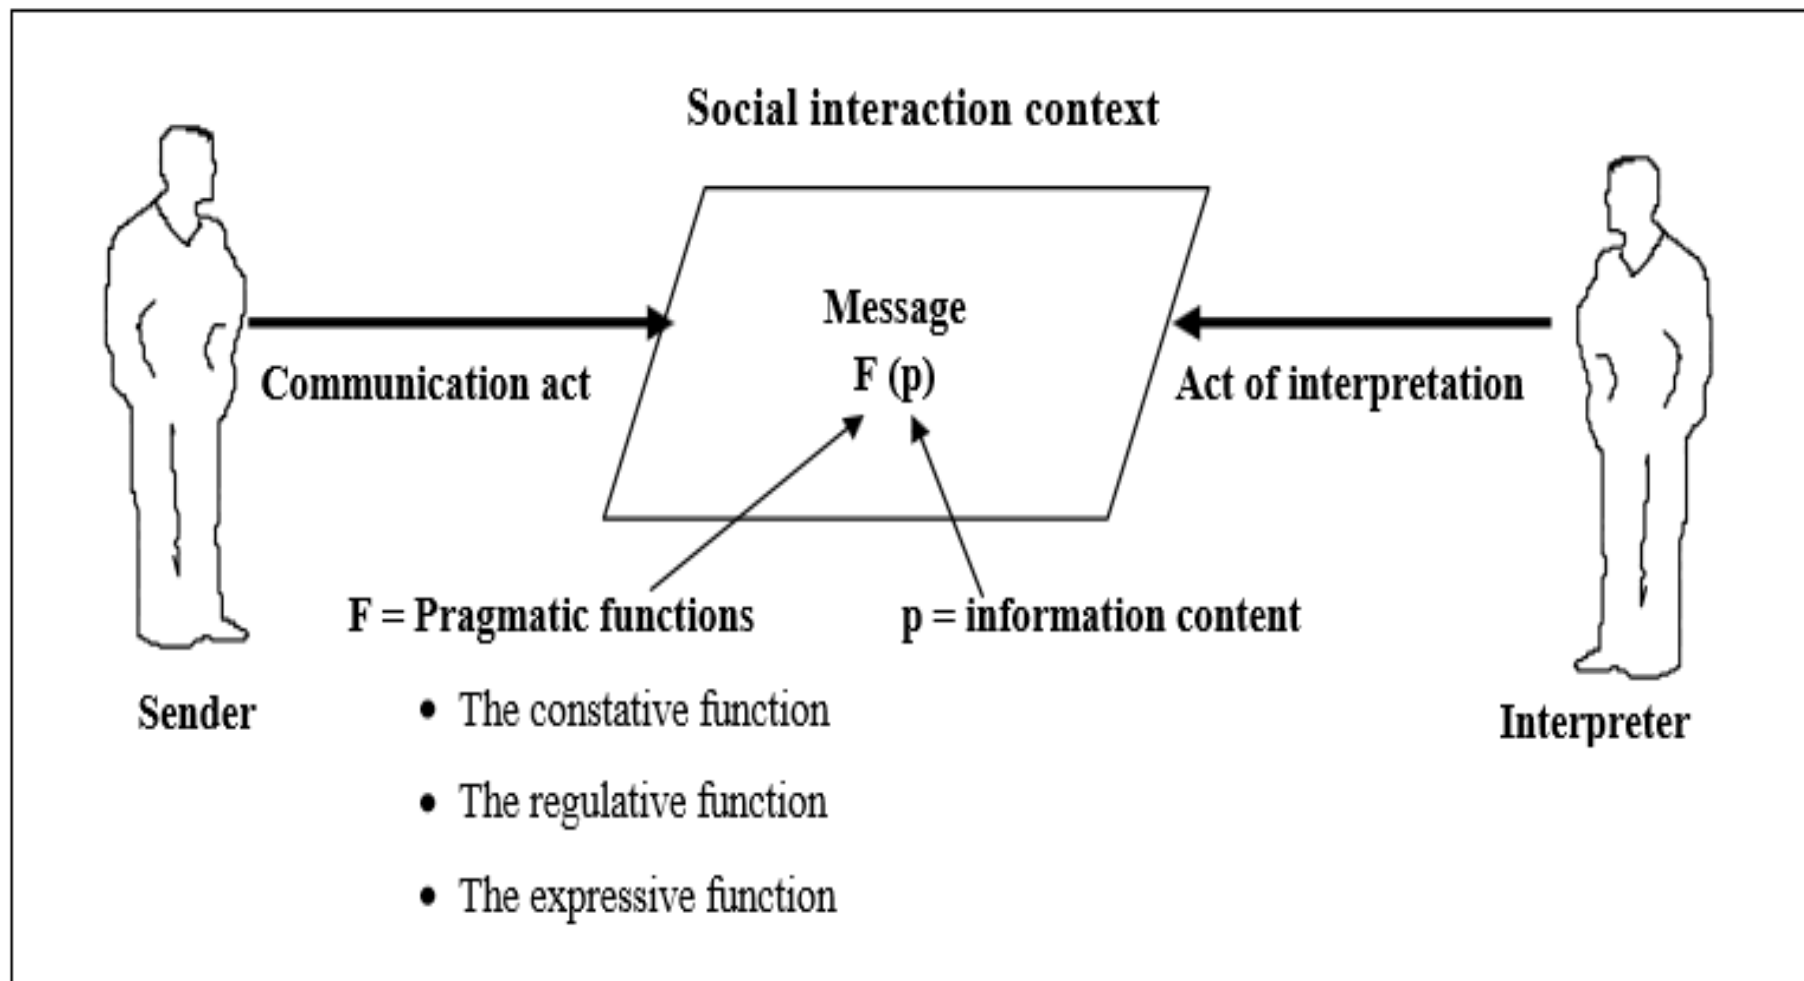 Social interaction context
Message
F (p)
Communication act
Act of interpretation
F = Pragmatic functions
p = information content
Sender
• The constative function
Interpreter
• The regulative function
• The expressive function